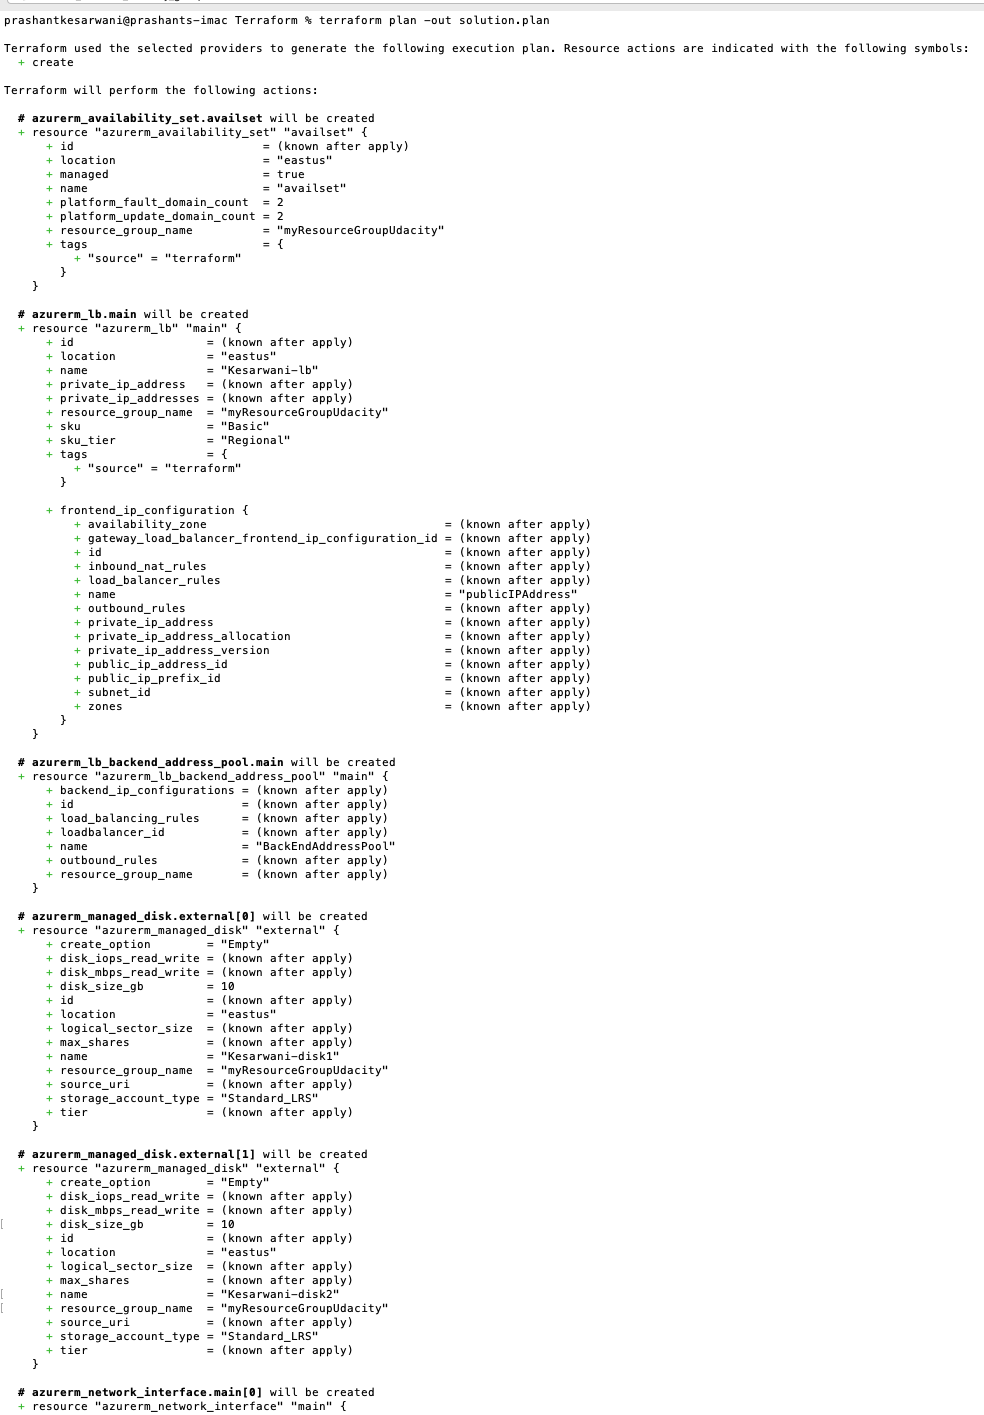 prashantkesarwani@prashants-imac Terraform % terraform plan -out solution.plan
Terraform used the selected providers to generate the following execution plan. Resource actions are indicated with the following symbols:
+ create
Terraform will perform the following actions:
# azurerm_availability_set.availset will be created
+ resource "azurerm_availability_set" "availset" {
+ id = (known after apply)
+ location = "eastus"
+ managed = true
+ name = "availset"
+ platform_fault_domain_count = 2
+ platform_update_domain_count = 2
+ resource_group_name = "myResourceGroupUdacity"
+ tags = {
+ "source" = "terraform"
}
}
# azurerm_lb.main will be created
+ resource "azurerm_lb" "main" {
+ id = (known after apply)
+ location = "eastus"
+ name = "Kesarwani-lb"
+ private_ip_address = (known after apply)
+ private_ip_addresses = (known after apply)
+ resource_group_name = "myResourceGroupUdacity"
+ sku = "Basic"
+ sku_tier = "Regional"
+ tags = {
+ "source" = "terraform"
}
+ frontend_ip_configuration {
+ availability_zone = (known after apply)
+ gateway_load_balancer_frontend_ip_configuration_id = (known after apply)
+ id = (known after apply)
+ inbound_nat_rules = (known after apply)
+ load_balancer_rules = (known after apply)
+ name = "publicIPAddress"
+ outbound_rules = (known after apply)
+ private_ip_address = (known after apply)
+ private_ip_address_allocation = (known after apply)
+ private_ip_address_version = (known after apply)
+ public_ip_address_id = (known after apply)
+ public_ip_prefix_id = (known after apply)
+ subnet_id = (known after apply)
+ zones = (known after apply)
}
}
# azurerm_lb_backend_address_pool.main will be created
+ resource "azurerm_lb_backend_address_pool" "main" {
+ backend_ip_configurations = (known after apply)
+ id = (known after apply)
+ load_balancing_rules = (known after apply)
+ loadbalancer_id = (known after apply)
+ name = "BackEndAddressPool"
+ outbound_rules = (known after apply)
+ resource_group_name = (known after apply)
}
# azurerm_managed_disk.external[0] will be created
+ resource "azurerm_managed_disk" "external" {
+ create_option = "Empty"
+ disk_iops_read_write = (known after apply)
+ disk_mbps_read_write = (known after apply)
+ disk_size_gb = 10
+ id = (known after apply)
+ location = "eastus"
+ logical_sector_size = (known after apply)
+ max_shares = (known after apply)
+ name = "Kesarwani-disk1"
+ resource_group_name = "myResourceGroupUdacity"
+ source_uri = (known after apply)
+ storage_account_type = "Standard_LRS"
+ tier = (known after apply)
}
# azurerm_managed_disk.external[1] will be created
+ resource "azurerm_managed_disk" "external" {
+ create_option = "Empty"
+ disk_iops_read_write = (known after apply)
+ disk_mbps_read_write = (known after apply)
+ disk_size_gb = 10
+ id = (known after apply)
+ location = "eastus"
+ logical_sector_size = (known after apply)
+ max_shares = (known after apply)
+ name = "Kesarwani-disk2"
+ resource_group_name = "myResourceGroupUdacity"
+ source_uri = (known after apply)
+ storage_account_type = "Standard_LRS"
+ tier = (known after apply)
}
# azurerm_network_interface.main[0] will be created
+ resource "azurerm_network_interface" "main" {